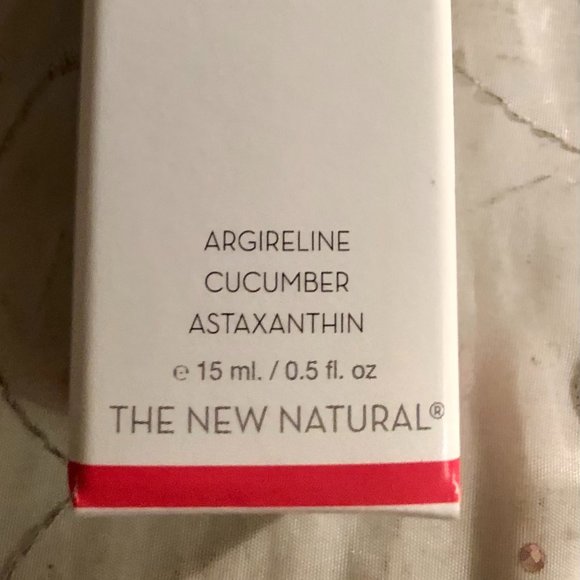 ARGIRELINE
CUCUMBER
ASTAXANTHIN
℮ 15 ml. / 0.5 fl. oz
THE NEW NATURAL®